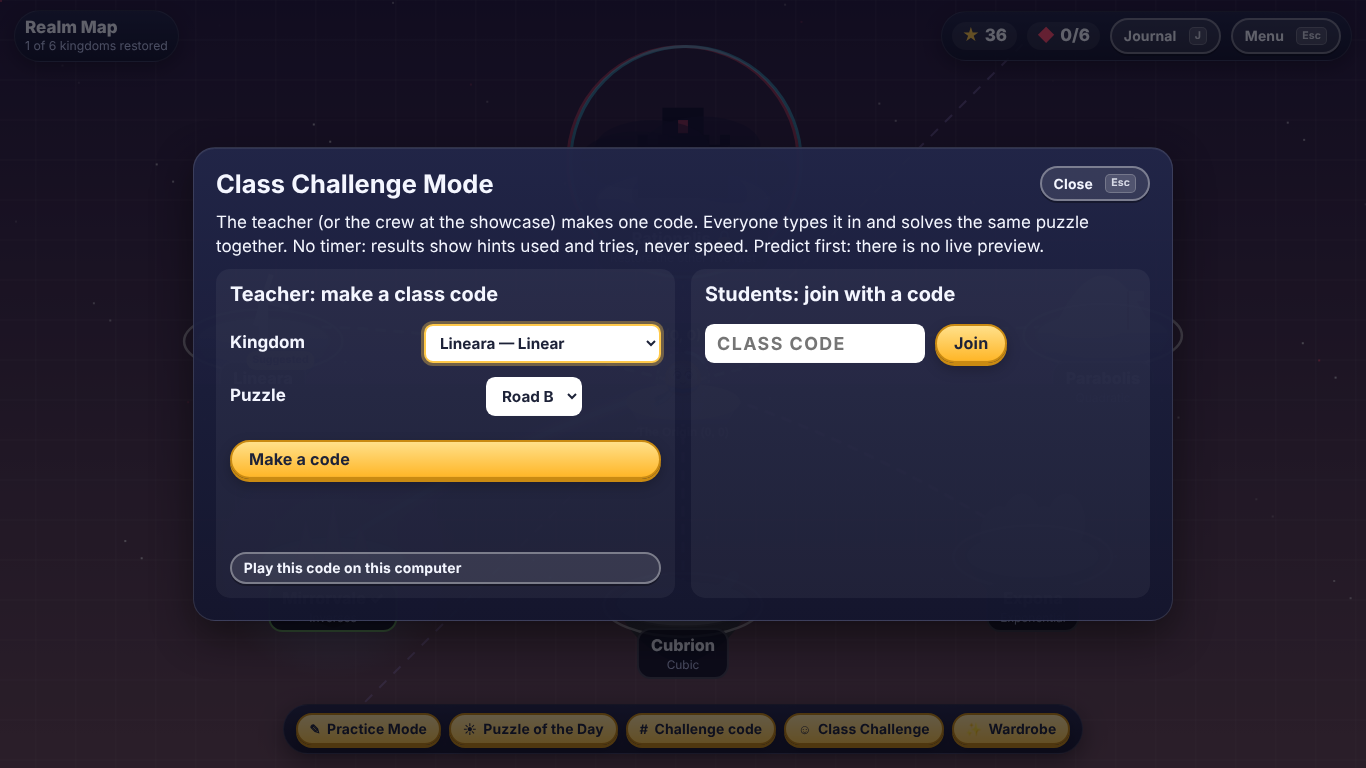 Realm Map
1 of 6 kingdoms restored
★ 36
0/6
Journal J
Menu Esc
Class Challenge Mode
Close Esc
The teacher (or the crew at the showcase) makes one code. Everyone types it in and solves the same puzzle
together. No timer: results show hints used and tries, never speed. Predict first: there is no live preview.
Teacher: make a class code
Kingdom
Lineara — Linear
Puzzle
Road B
Make a code
Play this code on this computer
Students: join with a code
CLASS CODE
Join
Cubrion
Cubic
Practice Mode
Puzzle of the Day
# Challenge code
Class Challenge
Wardrobe